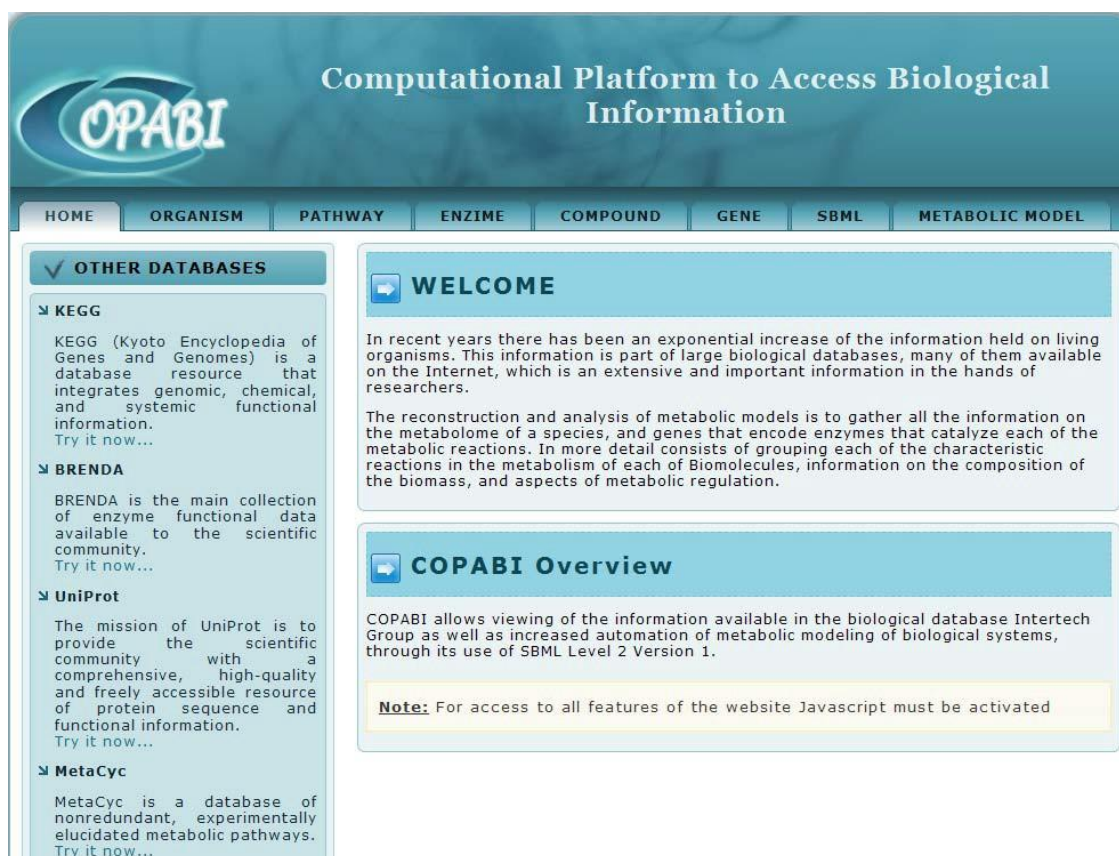 COPABI
Computational Platform to Access Biological
Information
HOME ORGANISM PATHWAY ENZIME COMPOUND GENE SBML METABOLIC MODEL
OTHER DATABASES
KEGG
KEGG (Kyoto Encyclopedia of
Genes and Genomes) is a
database resource that
integrates genomic, chemical,
and systemic functional
information.
Try it now...
BRENDA
BRENDA is the main collection
of enzyme functional data
available to the scientific
community.
Try it now...
UniProt
The mission of UniProt is to
provide the scientific
community with a
comprehensive, high-quality
and freely accessible resource
of protein sequence and
functional information.
Try it now...
MetaCyc
MetaCyc is a database of
nonredundant, experimentally
elucidated metabolic pathways.
Try it now...
WELCOME
In recent years there has been an exponential increase of the information held on living
organisms. This information is part of large biological databases, many of them available
on the Internet, which is an extensive and important information in the hands of
researchers.
The reconstruction and analysis of metabolic models is to gather all the information on
the metabolome of a species, and genes that encode enzymes that catalyze each of the
metabolic reactions. In more detail consists of grouping each of the characteristic
reactions in the metabolism of each of Biomolecules, information on the composition of
the biomass, and aspects of metabolic regulation.
COPABI Overview
COPABI allows viewing of the information available in the biological database Intertech
Group as well as increased automation of metabolic modeling of biological systems,
through its use of SBML Level 2 Version 1.
Note: For access to all features of the website Javascript must be activated